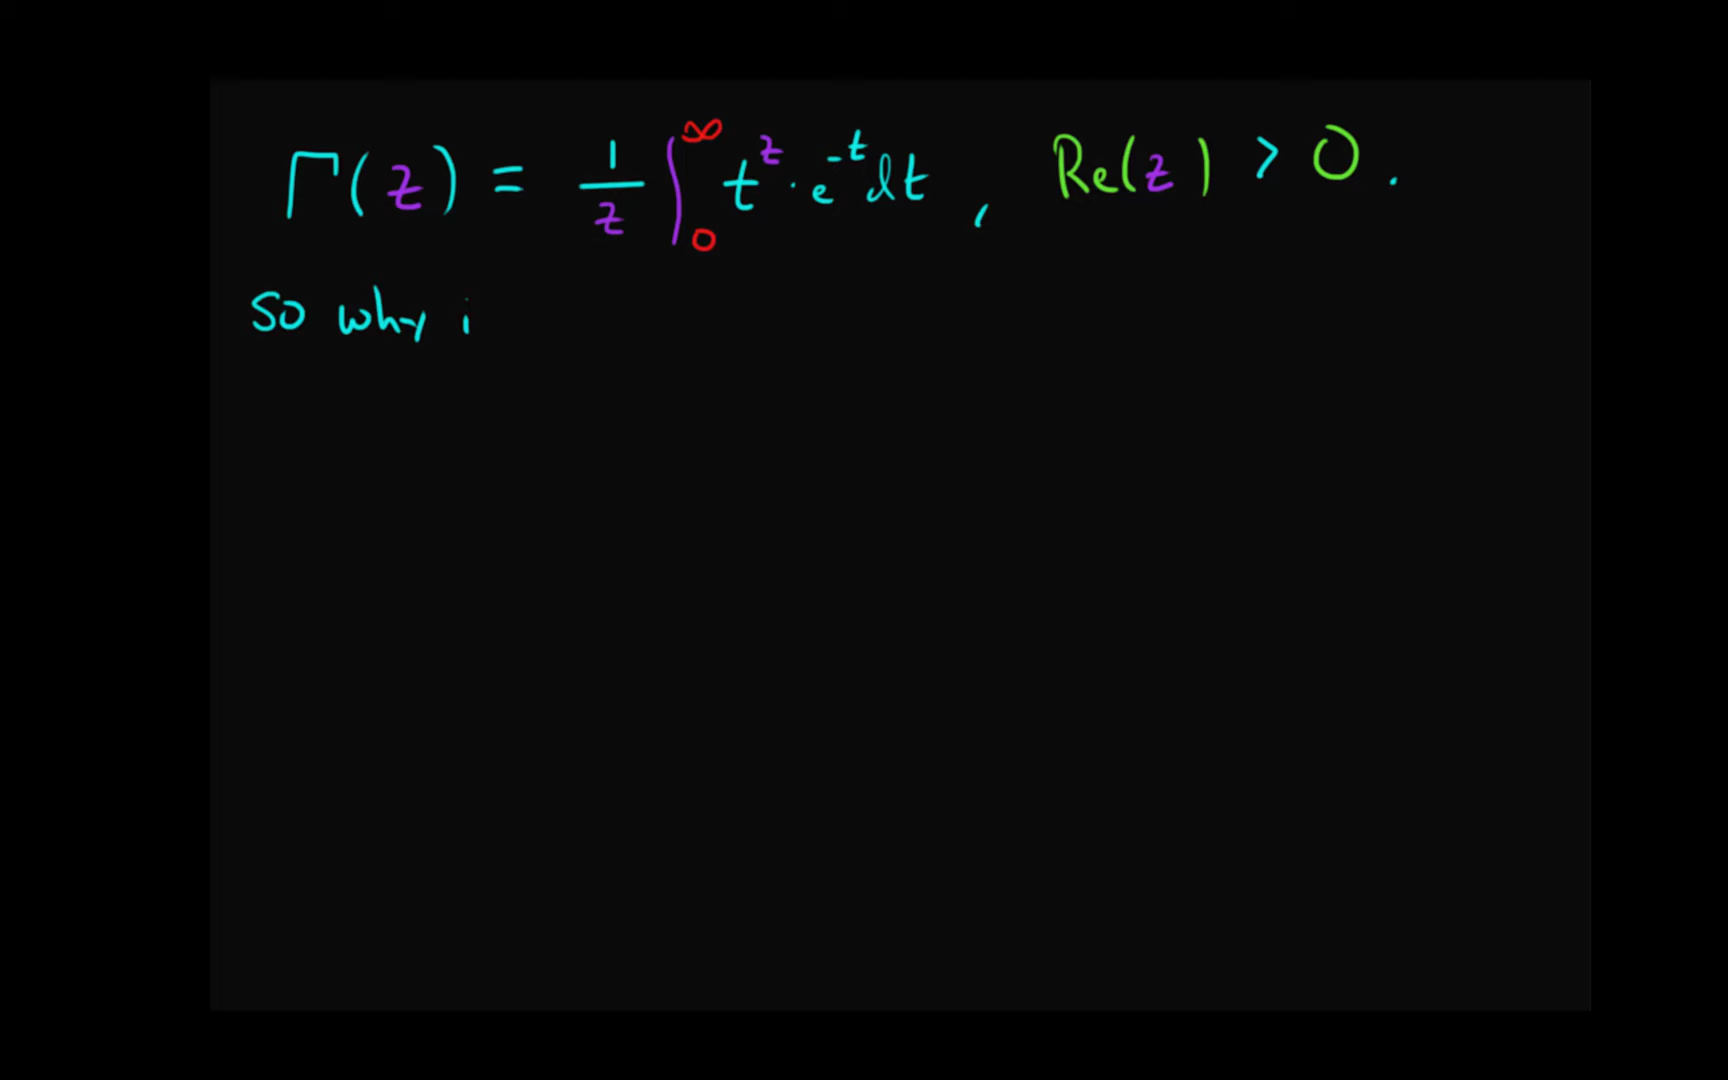 Γ(z) = 1/z ∫₀^∞ t^z · e^-t dt , Re(z) > 0 .
So why i